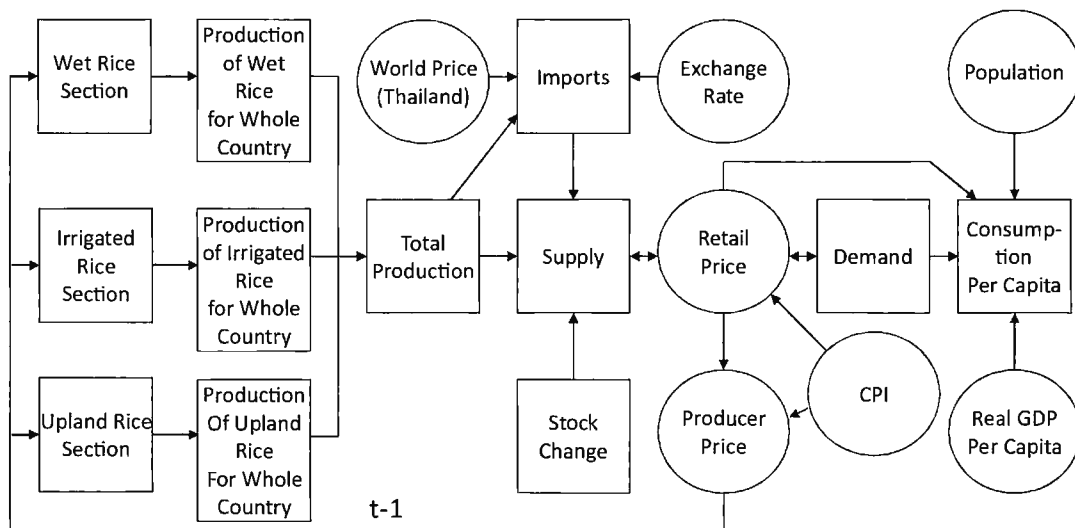 Wet Rice
Section
Production
of Wet
Rice
for Whole
Country
World Price
(Thailand)
Imports
Exchange
Rate
Population
Irrigated
Rice
Section
Production
of Irrigated
Rice
for Whole
Country
Total
Production
Supply
Retail
Price
Demand
Consump-
tion
Per Capita
Upland Rice
Section
Production
Of Upland
Rice
For Whole
Country
Stock
Change
Producer
Price
CPI
Real GDP
Per Capita
t-1